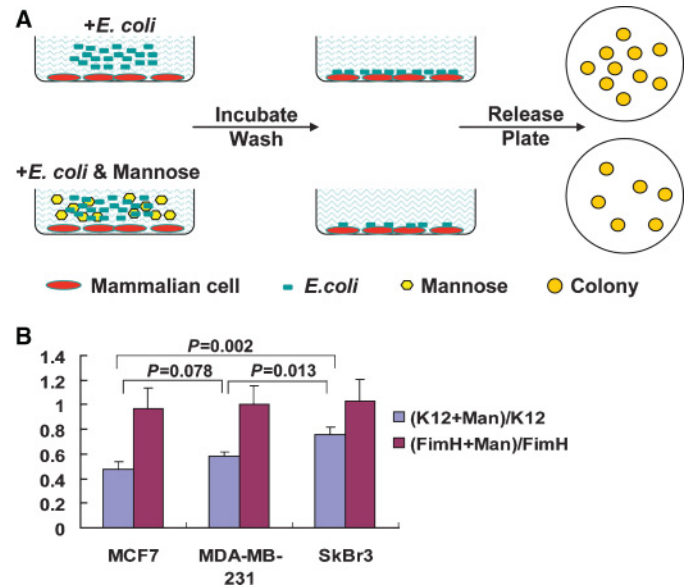 A
+E. coli
Incubate
Wash
Release
Plate
+E. coli & Mannose
Mammalian cell
E.coli
Mannose
Colony
B
P=0.002
P=0.078
P=0.013
1.4
1.2
1
0.8
0.6
0.4
0.2
0
(K12+Man)/K12
(FimH+Man)/FimH
MCF7
MDA-MB-
231
SkBr3